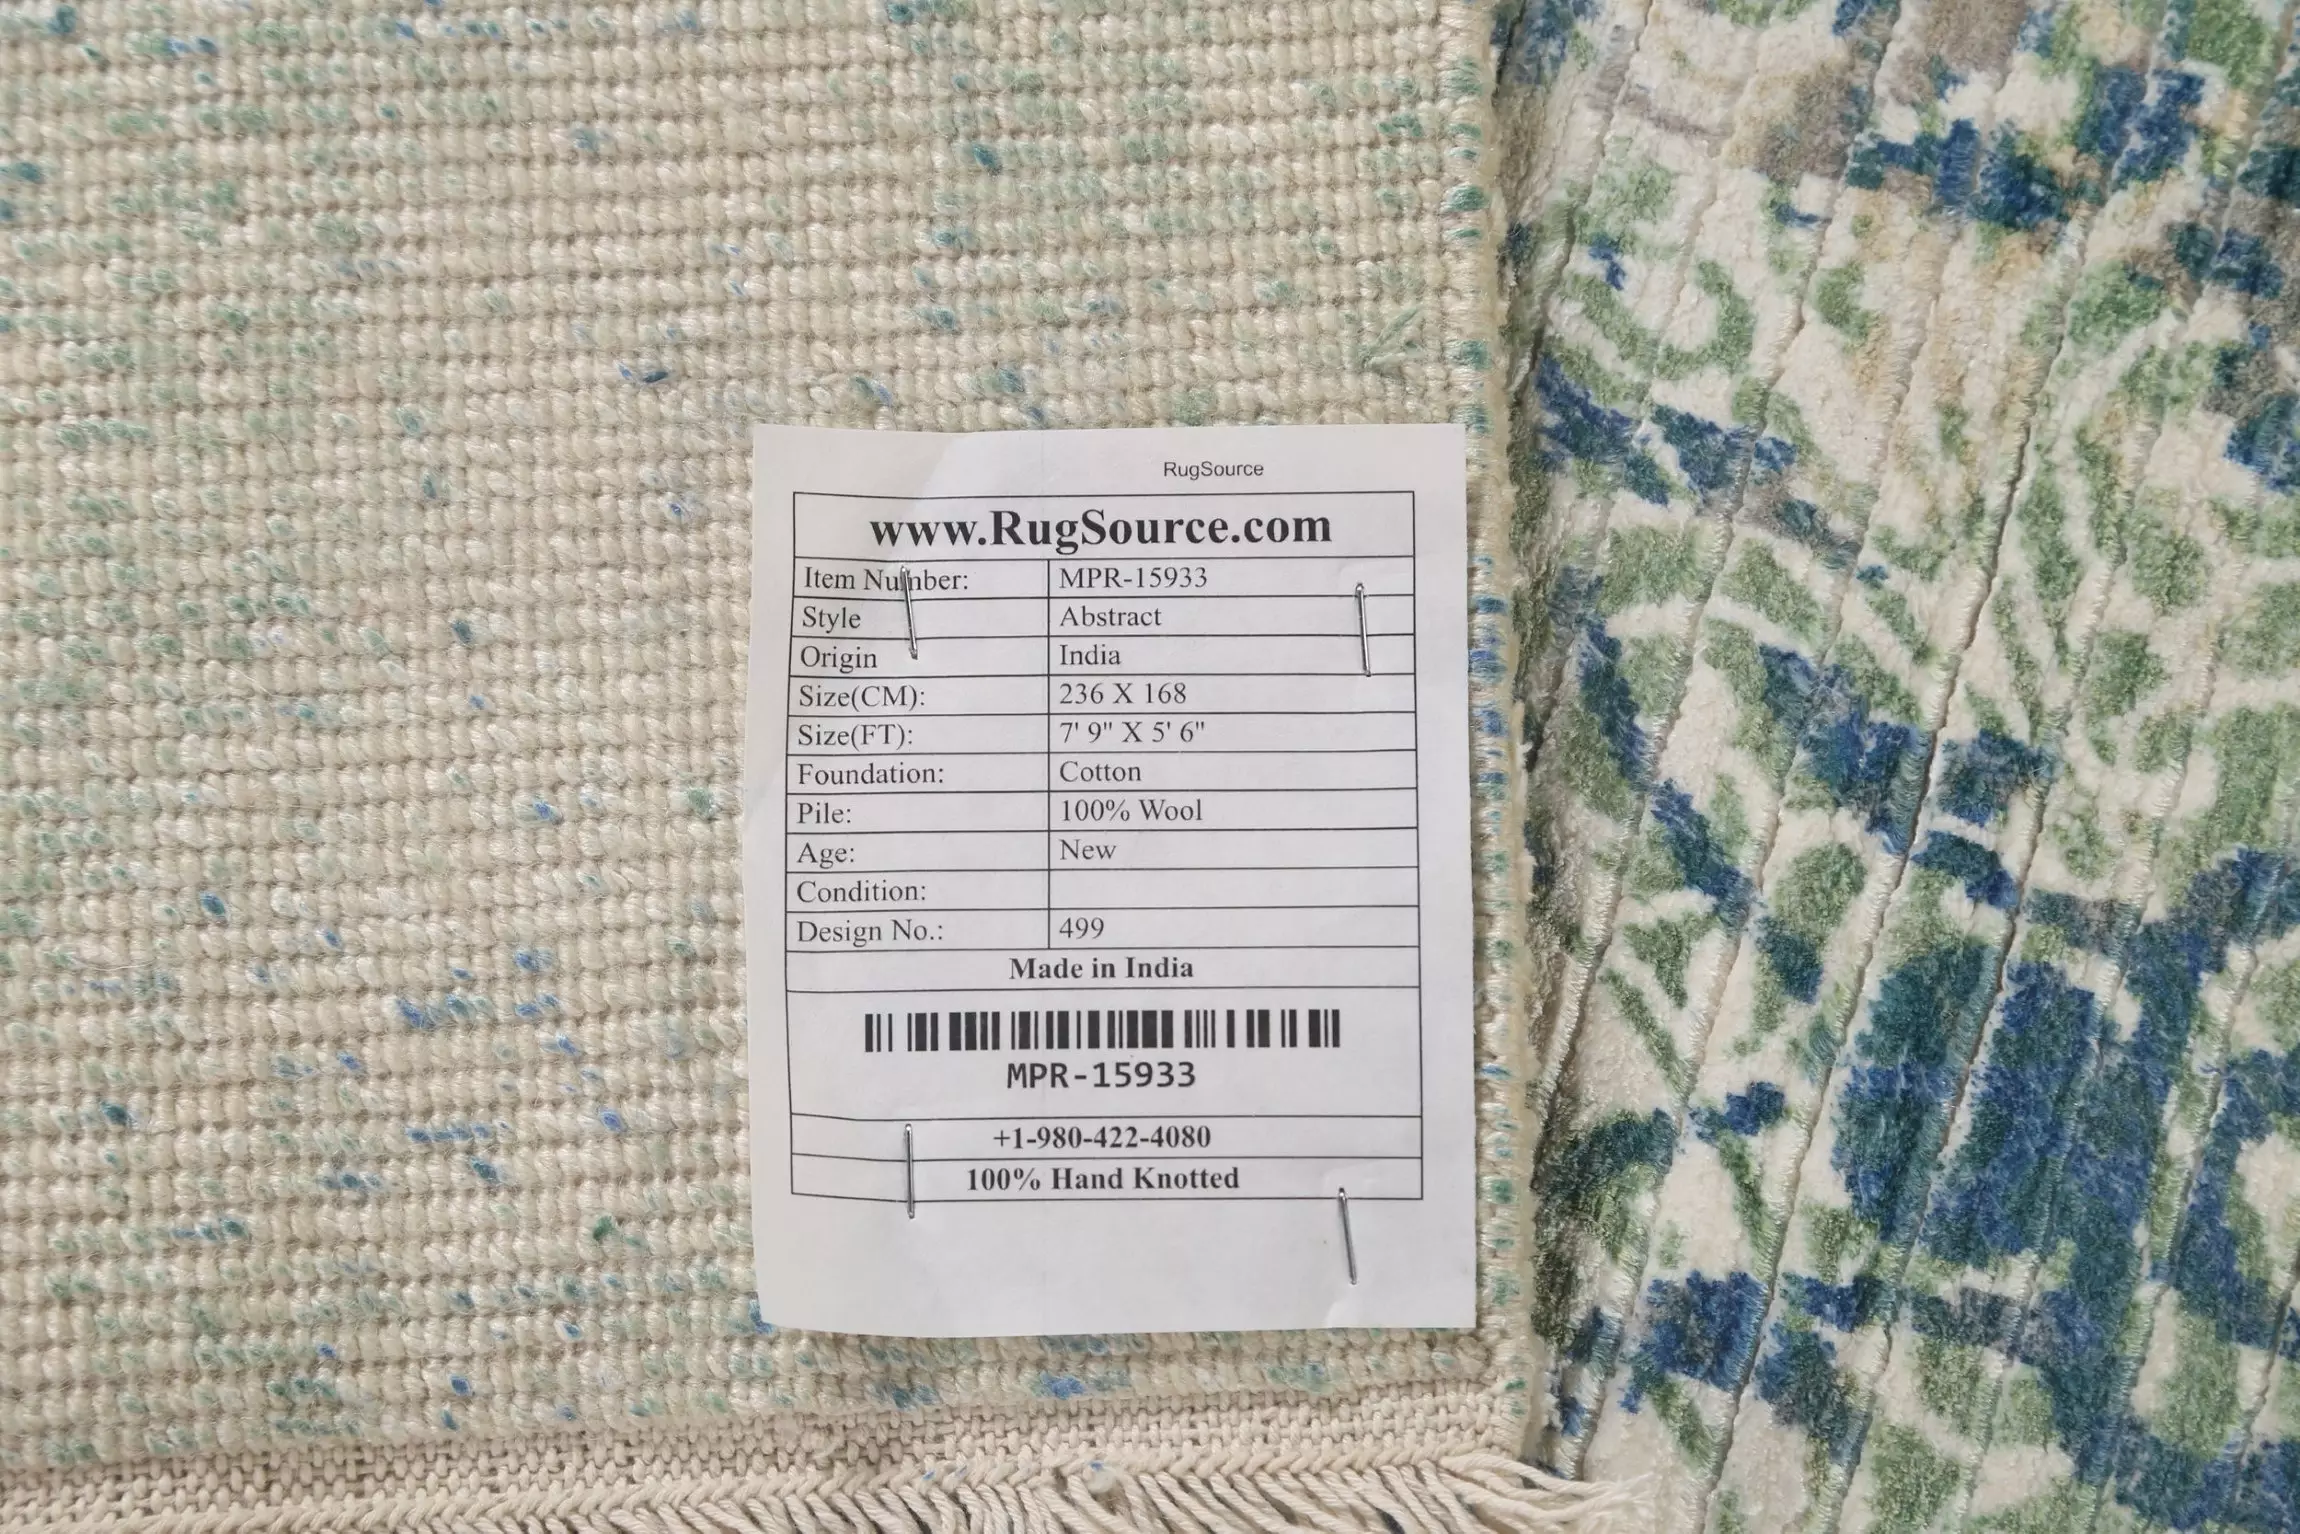 RugSource
www.RugSource.com
Item Number: MPR-15933
Style Abstract
Origin India
Size(CM): 236 X 168
Size(FT): 7' 9" X 5' 6"
Foundation: Cotton
Pile: 100% Wool
Age: New
Condition:
Design No.: 499
Made in India
MPR-15933
+1-980-422-4080
100% Hand Knotted